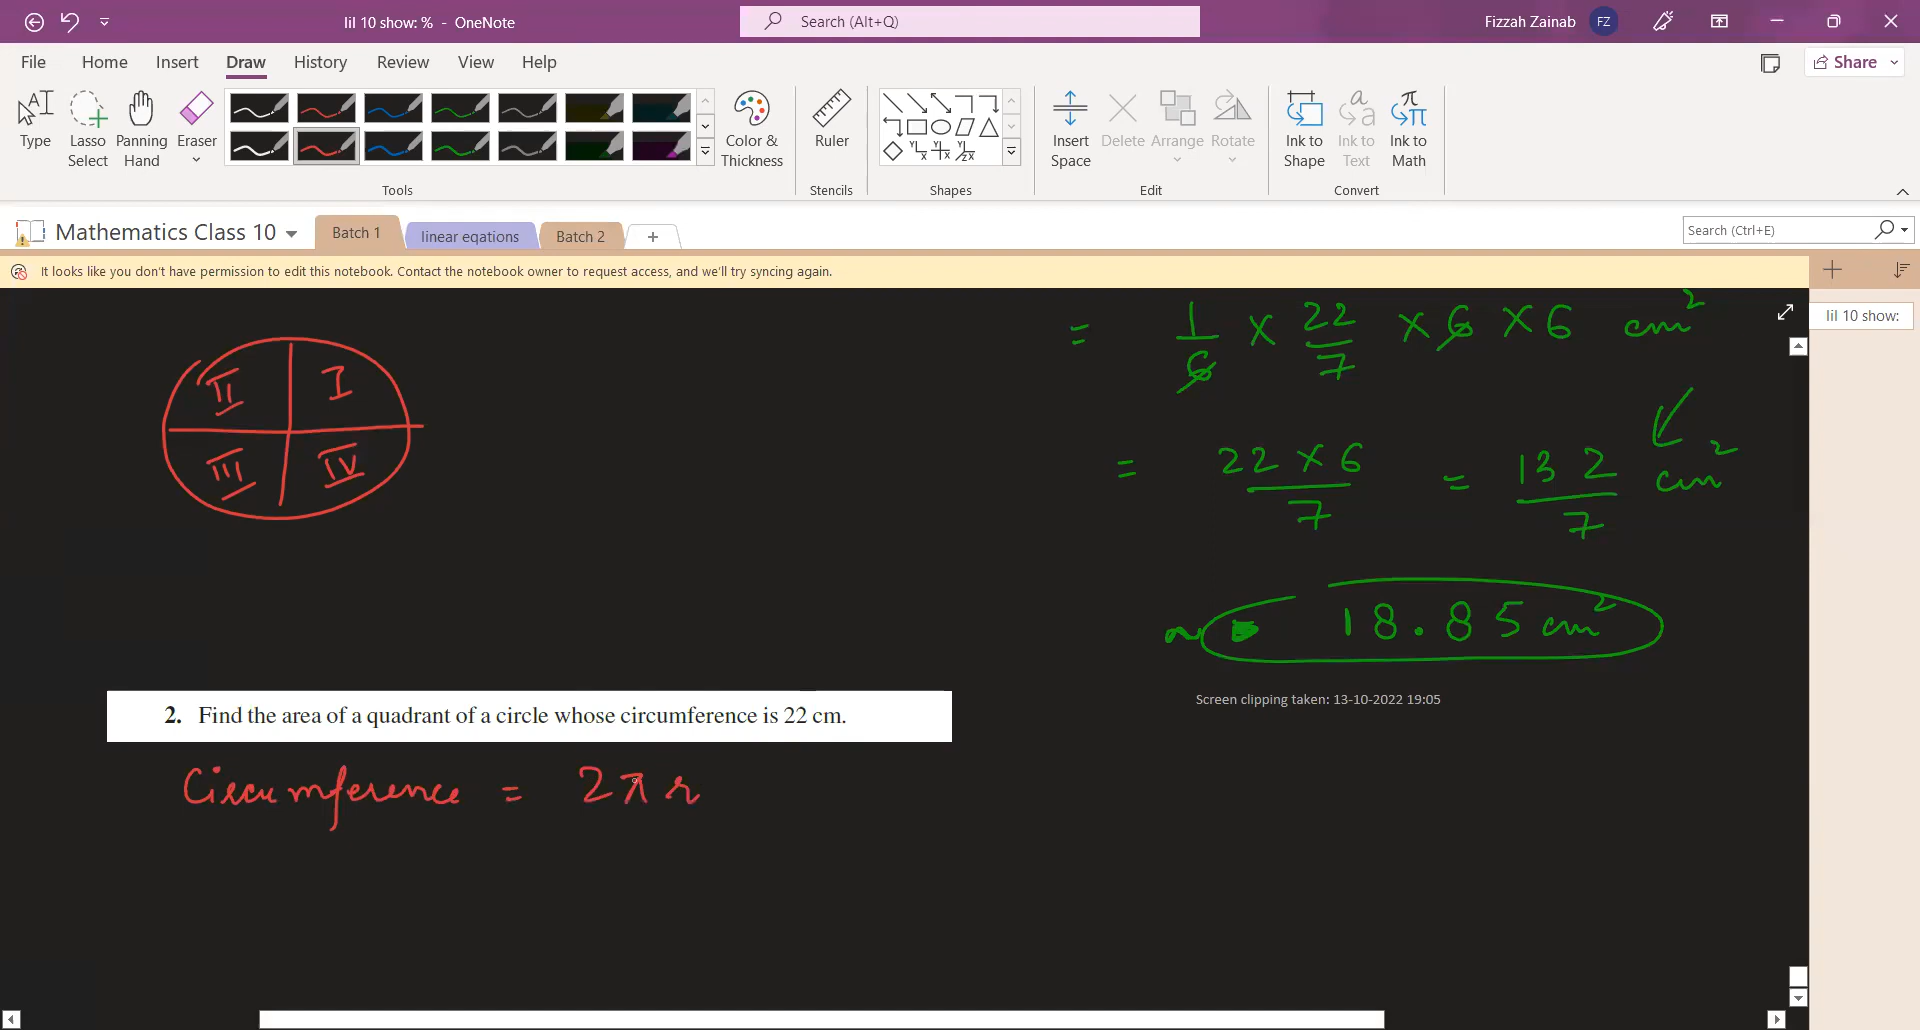 lil 10 show: % - OneNote
Search (Alt+Q)
Fizzah Zainab
FZ
File
Home
Insert
Draw
History
Review
View
Help
Share
Type
Lasso Select
Panning Hand
Eraser
Color & Thickness
Ruler
Insert Space
Delete
Arrange
Rotate
Ink to Shape
Ink to Text
Ink to Math
Tools
Stencils
Shapes
Edit
Convert
Mathematics Class 10
Batch 1
linear eqations
Batch 2
Search (Ctrl+E)
It looks like you don't have permission to edit this notebook. Contact the notebook owner to request access, and we'll try syncing again.
lil 10 show:
= 1/6 × 22/7 × 6 × 6 cm²
II I
III IV
= 22 × 6/7 = 132/7 cm²
18.85 cm²
Screen clipping taken: 13-10-2022 19:05
2. Find the area of a quadrant of a circle whose circumference is 22 cm.
Circumference = 2 π r